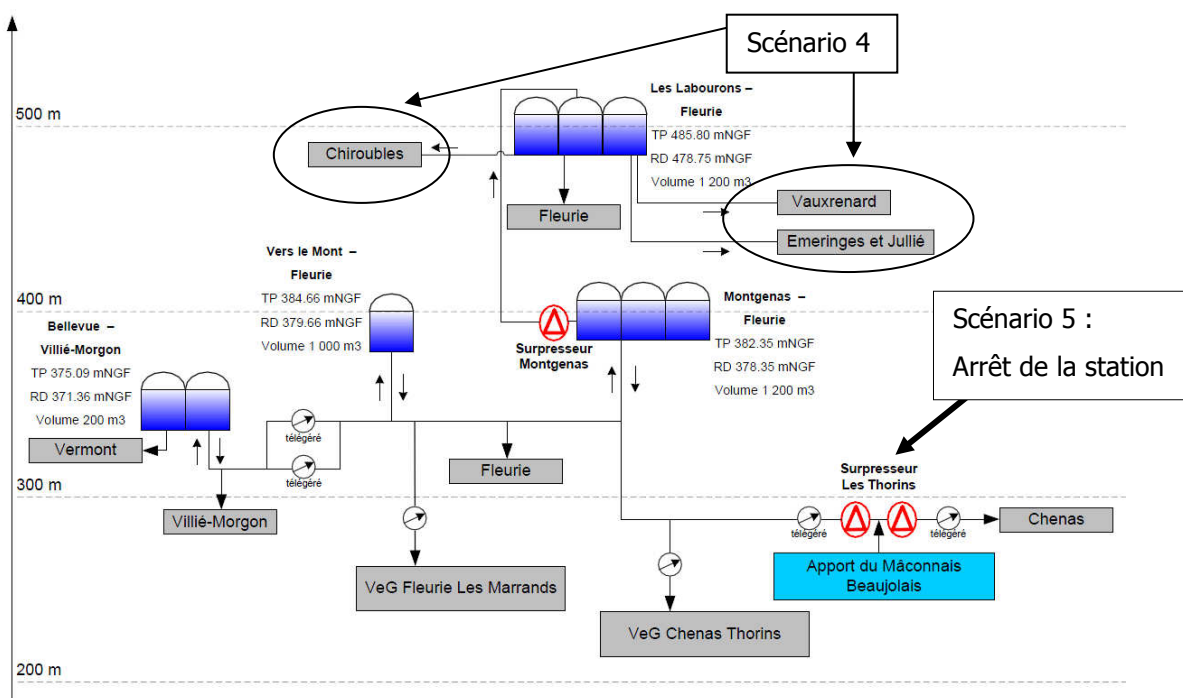 Scénario 4
500 m
Les Labourons –
Fleurie
TP 485.80 mNGF
RD 478.75 mNGF
Volume 1 200 m3
Chiroubles
Fleurie
Vauxrenard
Emeringes et Jullié
Vers le Mont –
Fleurie
TP 384.66 mNGF
RD 379.66 mNGF
Volume 1 000 m3
400 m
Bellevue –
Villié-Morgon
TP 375.09 mNGF
RD 371.36 mNGF
Volume 200 m3
Surpresseur
Montgenas
Montgenas –
Fleurie
TP 382.35 mNGF
RD 378.35 mNGF
Volume 1 200 m3
Scénario 5 :
Arrêt de la station
Vermont
télégéré
télégéré
Fleurie
Surpresseur
Les Thorins
300 m
Villié-Morgon
télégéré
télégéré
Chenas
VeG Fleurie Les Marrands
Apport du Mâconnais
Beaujolais
VeG Chenas Thorins
200 m